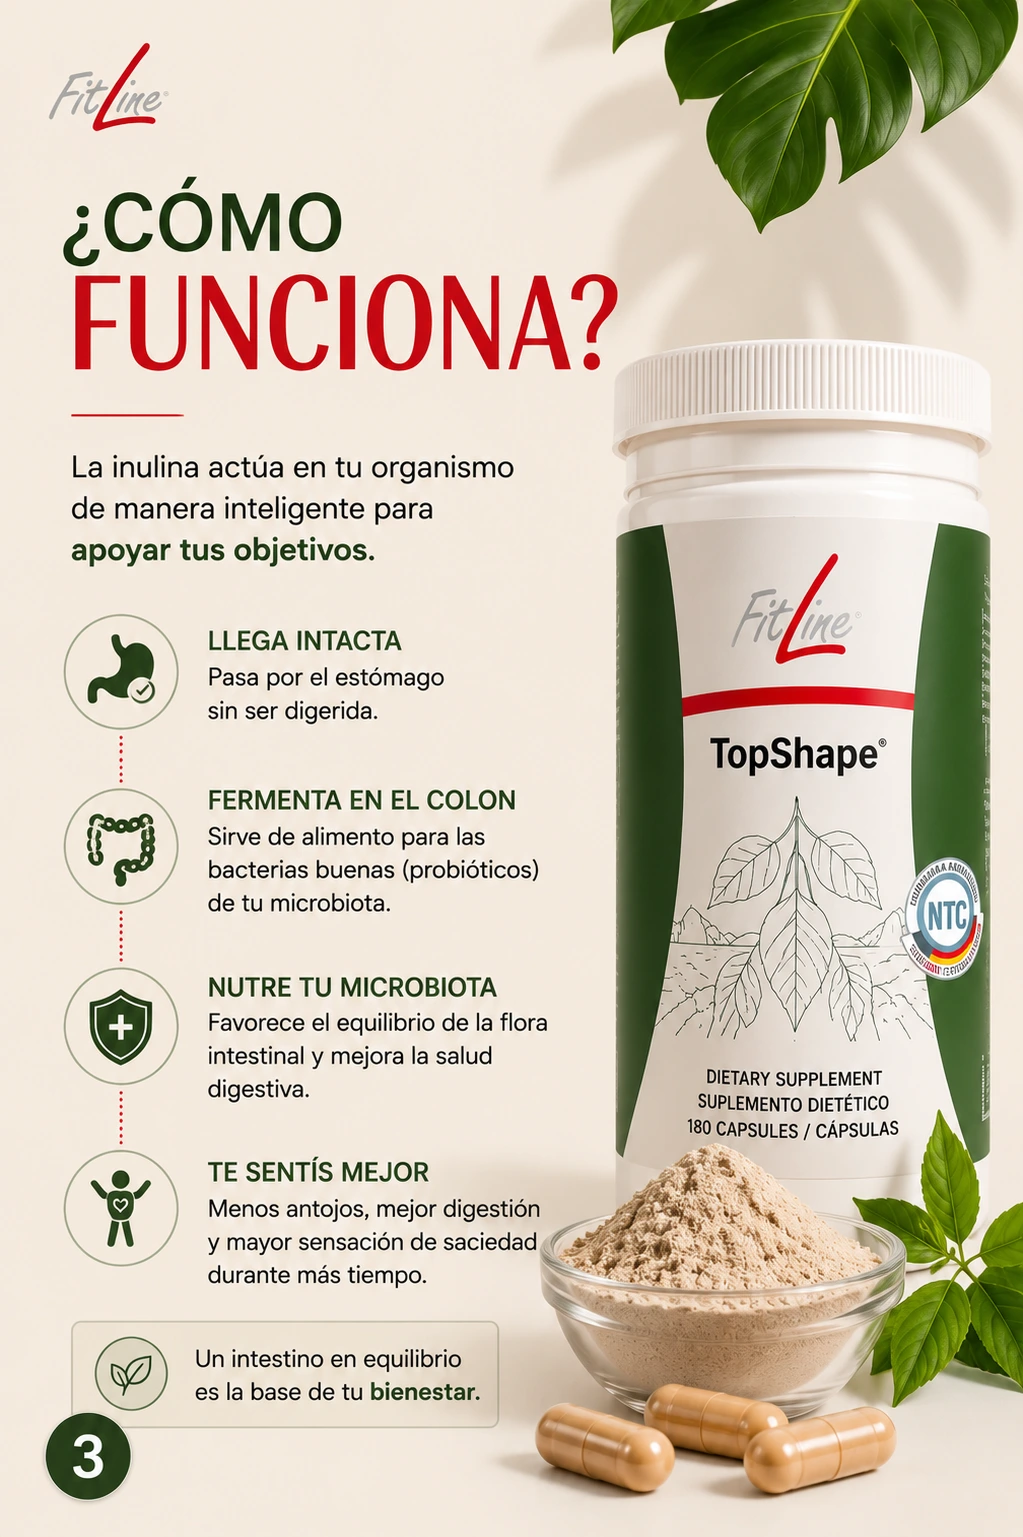 FitLine®
¿CÓMO
FUNCIONA?
La inulina actúa en tu organismo
de manera inteligente para
apoyar tus objetivos.
LLEGA INTACTA
Pasa por el estómago
sin ser digerida.
FERMENTA EN EL COLON
Sirve de alimento para las
bacterias buenas (probióticos)
de tu microbiota.
NUTRE TU MICROBIOTA
Favorece el equilibrio de la flora
intestinal y mejora la salud
digestiva.
TE SENTÍS MEJOR
Menos antojos, mejor digestión
y mayor sensación de saciedad
durante más tiempo.
Un intestino en equilibrio
es la base de tu bienestar.
3
FitLine®
TopShape®
NTC
DIETARY SUPPLEMENT
SUPLEMENTO DIETÉTICO
180 CAPSULES / CÁPSULAS